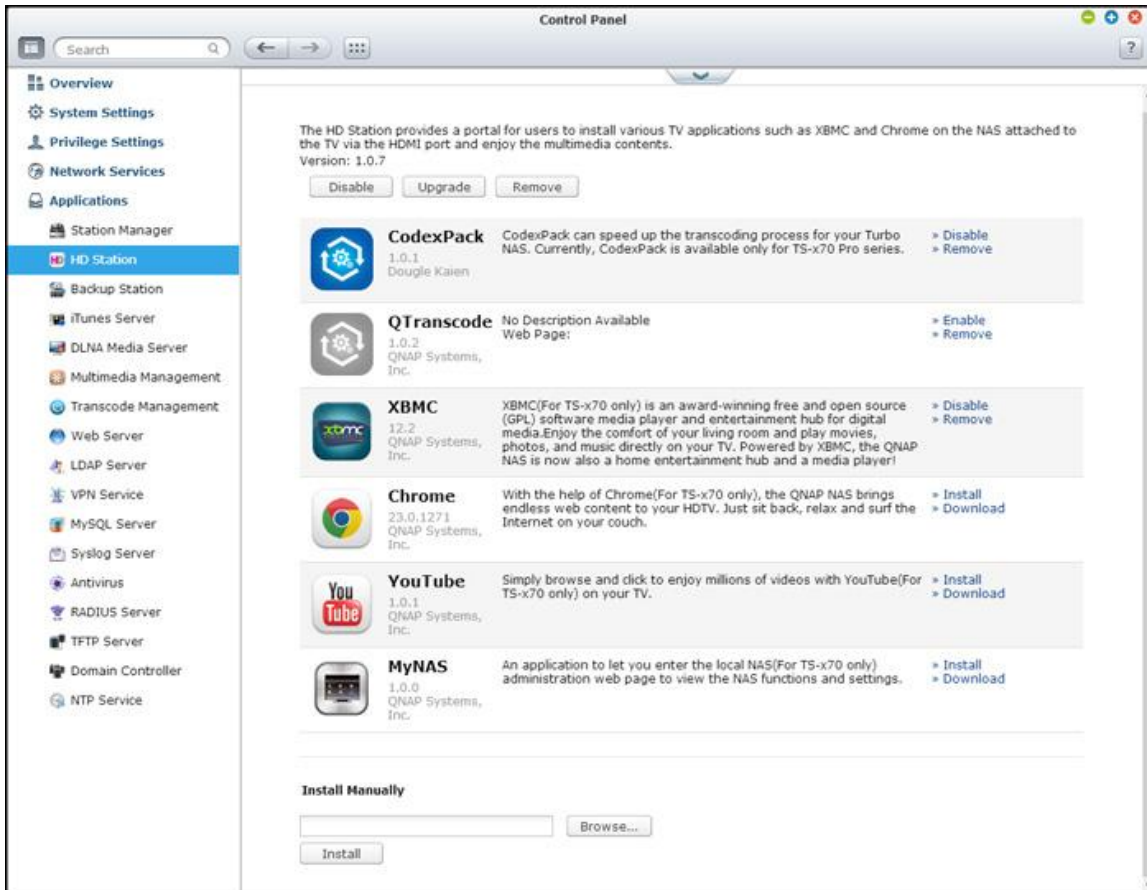 Control Panel
Search
?
Overview
System Settings
Privilege Settings
Network Services
Applications
Station Manager
HD HD Station
Backup Station
iTunes Server
DLNA Media Server
Multimedia Management
Transcode Management
Web Server
LDAP Server
VPN Service
MySQL Server
Syslog Server
Antivirus
RADIUS Server
TFTP Server
Domain Controller
NTP Service
The HD Station provides a portal for users to install various TV applications such as XBMC and Chrome on the NAS attached to
the TV via the HDMI port and enjoy the multimedia contents.
Version: 1.0.7
Disable Upgrade Remove
CodexPack
1.0.1
Dougle Kaien
CodexPack can speed up the transcoding process for your Turbo
NAS. Currently, CodexPack is available only for TS-x70 Pro series.
» Disable
» Remove
QTranscode
1.0.2
QNAP Systems,
Inc.
No Description Available
Web Page:
» Enable
» Remove
xbmc
XBMC
12.2
QNAP Systems,
Inc.
XBMC(For TS-x70 only) is an award-winning free and open source
(GPL) software media player and entertainment hub for digital
media.Enjoy the comfort of your living room and play movies,
photos, and music directly on your TV. Powered by XBMC, the QNAP
NAS is now also a home entertainment hub and a media player!
» Disable
» Remove
Chrome
23.0.1271
QNAP Systems,
Inc.
With the help of Chrome(For TS-x70 only), the QNAP NAS brings
endless web content to your HDTV. Just sit back, relax and surf the
Internet on your couch.
» Install
» Download
You
Tube
YouTube
1.0.1
QNAP Systems,
Inc.
Simply browse and click to enjoy millions of videos with YouTube(For
TS-x70 only) on your TV.
» Install
» Download
MyNAS
1.0.0
QNAP Systems,
Inc.
An application to let you enter the local NAS(For TS-x70 only)
administration web page to view the NAS functions and settings.
» Install
» Download
Install Manually
Browse...
Install